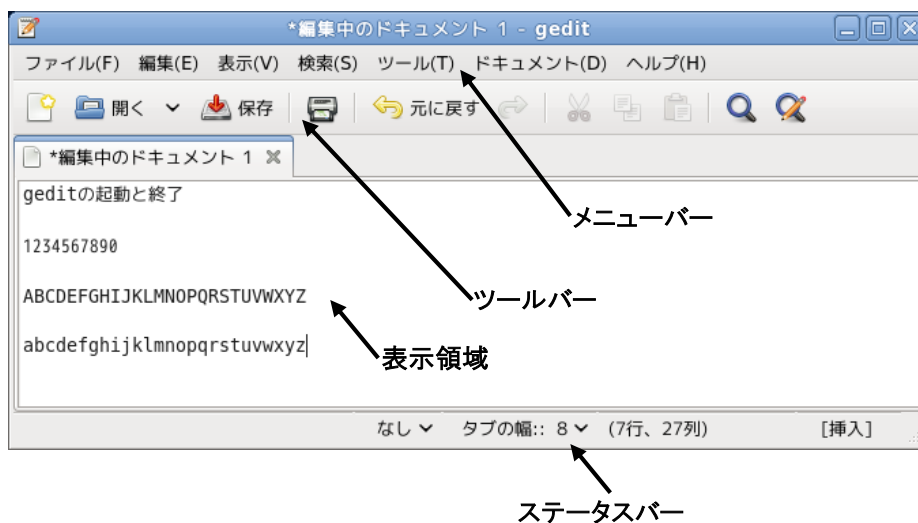 *編集中のドキュメント 1 - gedit
ファイル(F) 編集(E) 表示(V) 検索(S) ツール(T) ドキュメント(D) ヘルプ(H)
開く 保存 元に戻す
*編集中のドキュメント 1
geditの起動と終了
メニューバー
1234567890
ABCDEFGHIJKLMNOPQRSTUVWXYZ
ツールバー
abcdefghijklmnopqrstuvwxyz
表示領域
なし タブの幅:: 8 (7行、27列) [挿入]
ステータスバー